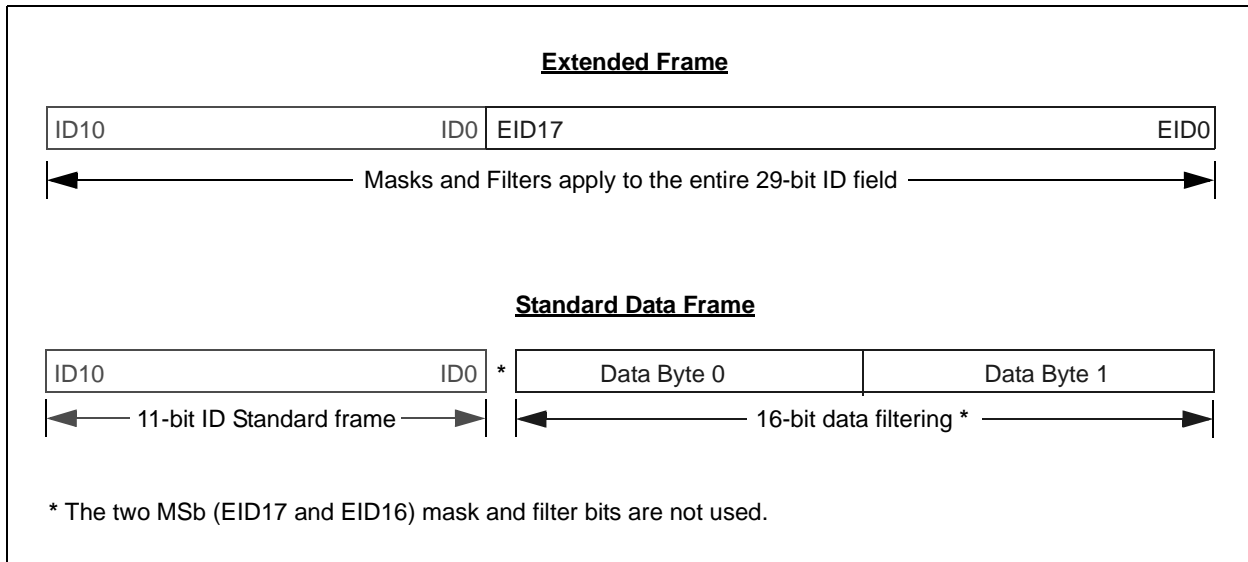 Extended Frame
ID10 ID0 EID17 EID0
Masks and Filters apply to the entire 29-bit ID field
Standard Data Frame
ID10 ID0 * Data Byte 0 Data Byte 1
11-bit ID Standard frame 16-bit data filtering *
* The two MSb (EID17 and EID16) mask and filter bits are not used.